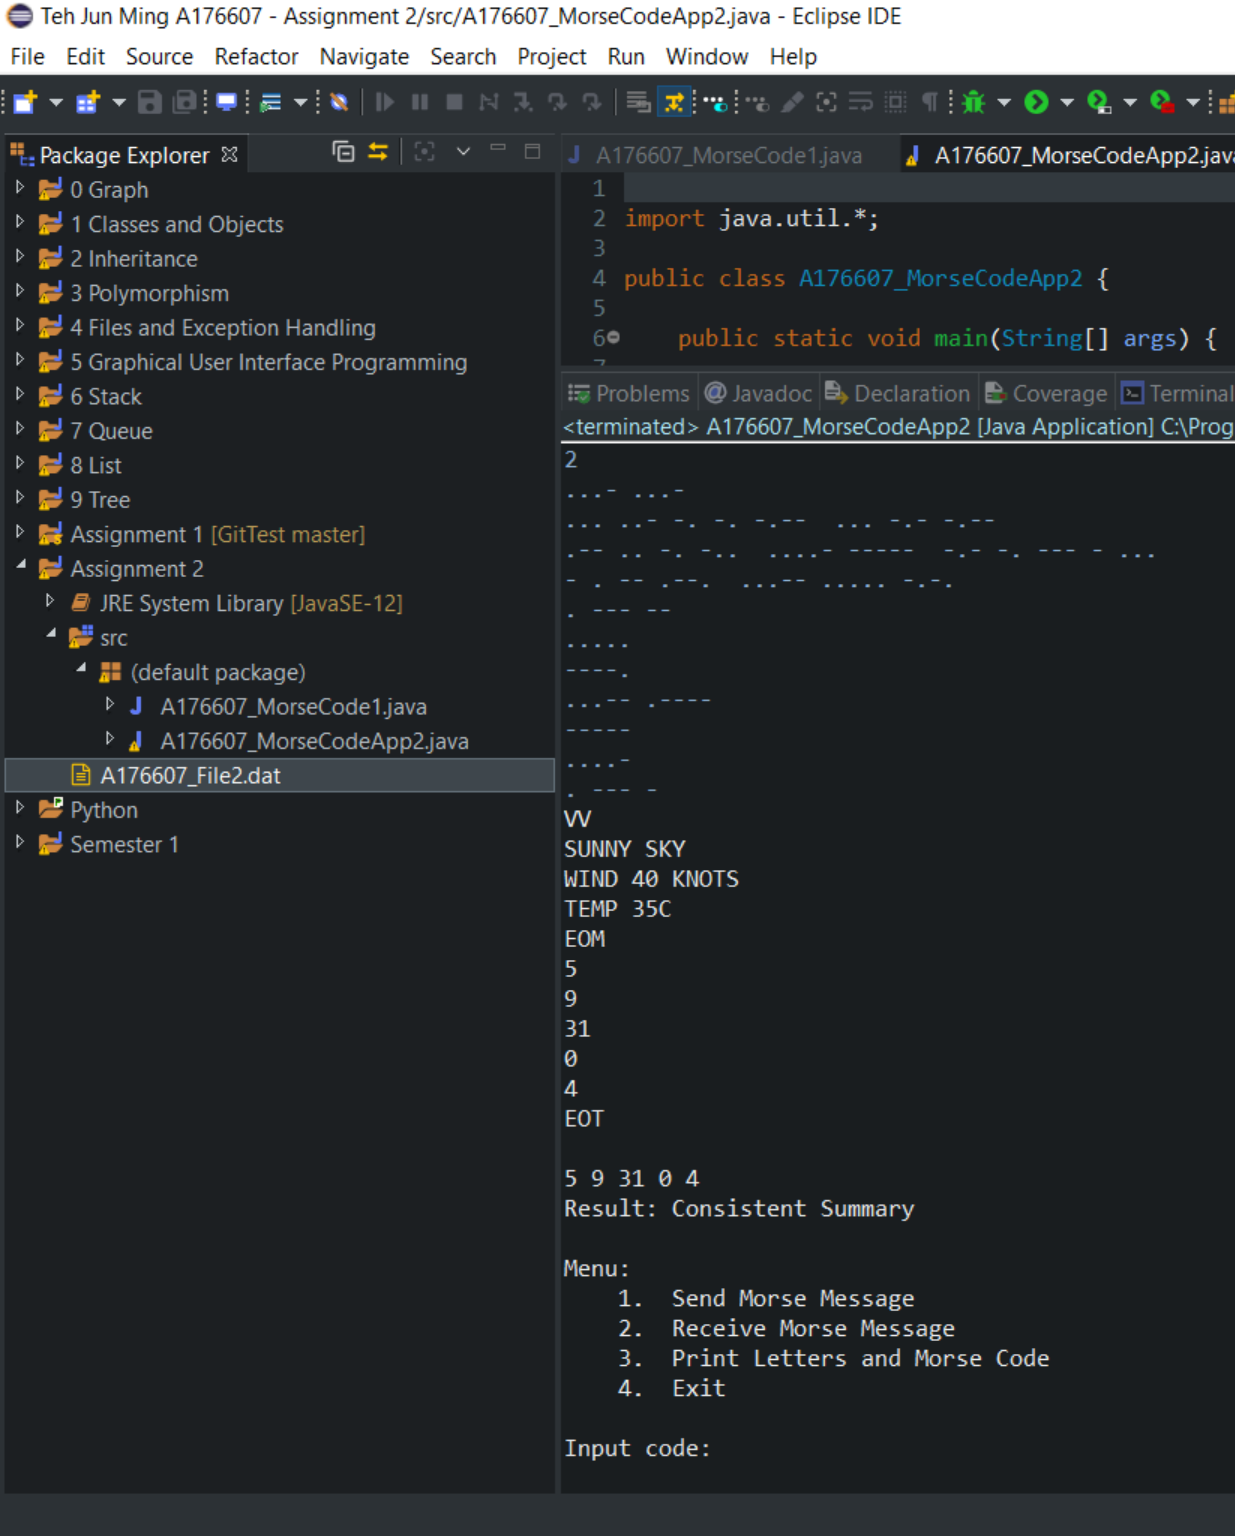 Teh Jun Ming A176607 - Assignment 2/src/A176607_MorseCodeApp2.java - Eclipse IDE
File Edit Source Refactor Navigate Search Project Run Window Help
Package Explorer
0 Graph
1 Classes and Objects
2 Inheritance
3 Polymorphism
4 Files and Exception Handling
5 Graphical User Interface Programming
6 Stack
7 Queue
8 List
9 Tree
Assignment 1 [GitTest master]
Assignment 2
JRE System Library [JavaSE-12]
src
(default package)
A176607_MorseCode1.java
A176607_MorseCodeApp2.java
A176607_File2.dat
Python
Semester 1
A176607_MorseCode1.java A176607_MorseCodeApp2.java
1
2 import java.util.*;
3
4 public class A176607_MorseCodeApp2 {
5
6 public static void main(String[] args) {
7
Problems @ Javadoc Declaration Coverage Terminal
<terminated> A176607_MorseCodeApp2 [Java Application] C:\Prog
2
...- ...-
... ..- -. -. -.--  ... -.- -.--
.-- .. -. -..  ....- -----  -.- -. --- - ...
- . -- .--.  ...-- ..... -.-.
. --- --
.....
----.
...-- .----
-----
....-
. --- -
VV
SUNNY SKY
WIND 40 KNOTS
TEMP 35C
EOM
5
9
31
0
4
EOT
5 9 31 0 4
Result: Consistent Summary
Menu:
1. Send Morse Message
2. Receive Morse Message
3. Print Letters and Morse Code
4. Exit
Input code: